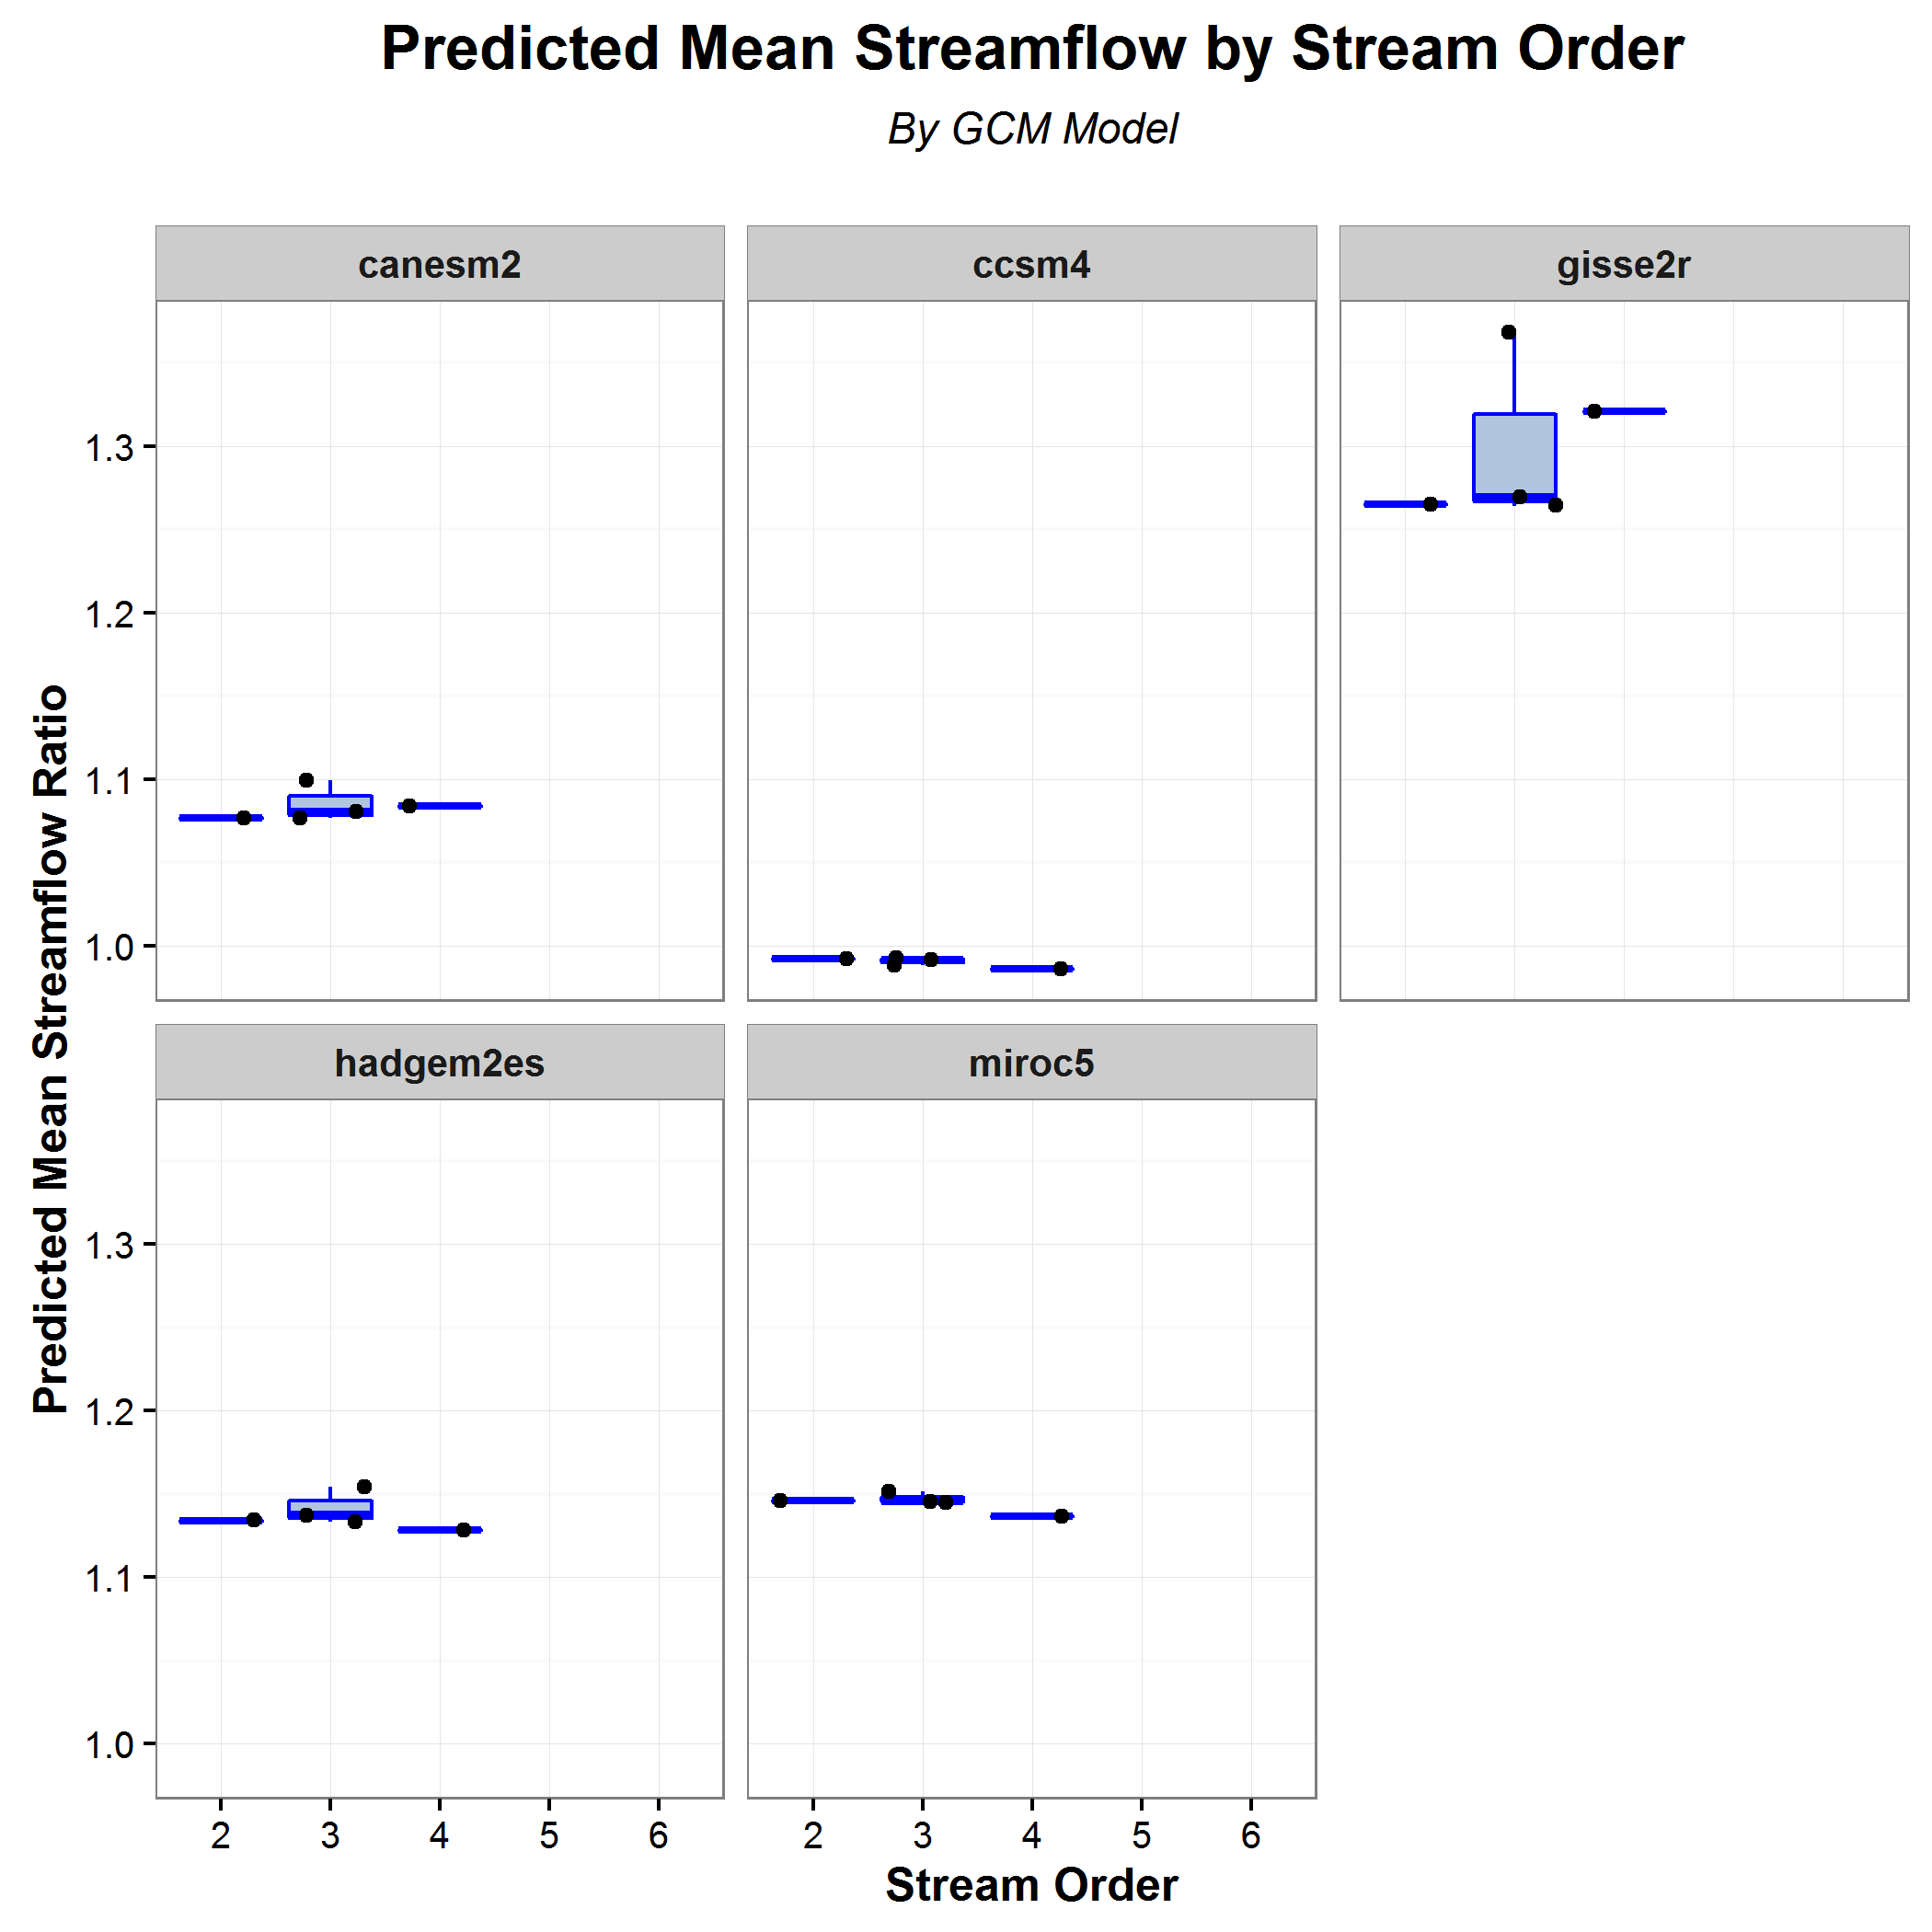 Predicted Mean Streamflow by Stream Order
By GCM Model
canesm2
ccsm4
gisse2r
1.3
1.2
1.1
1.0
Predicted Mean Streamflow Ratio
hadgem2es
miroc5
1.3
1.2
1.1
1.0
2 3 4 5 6
2 3 4 5 6
Stream Order